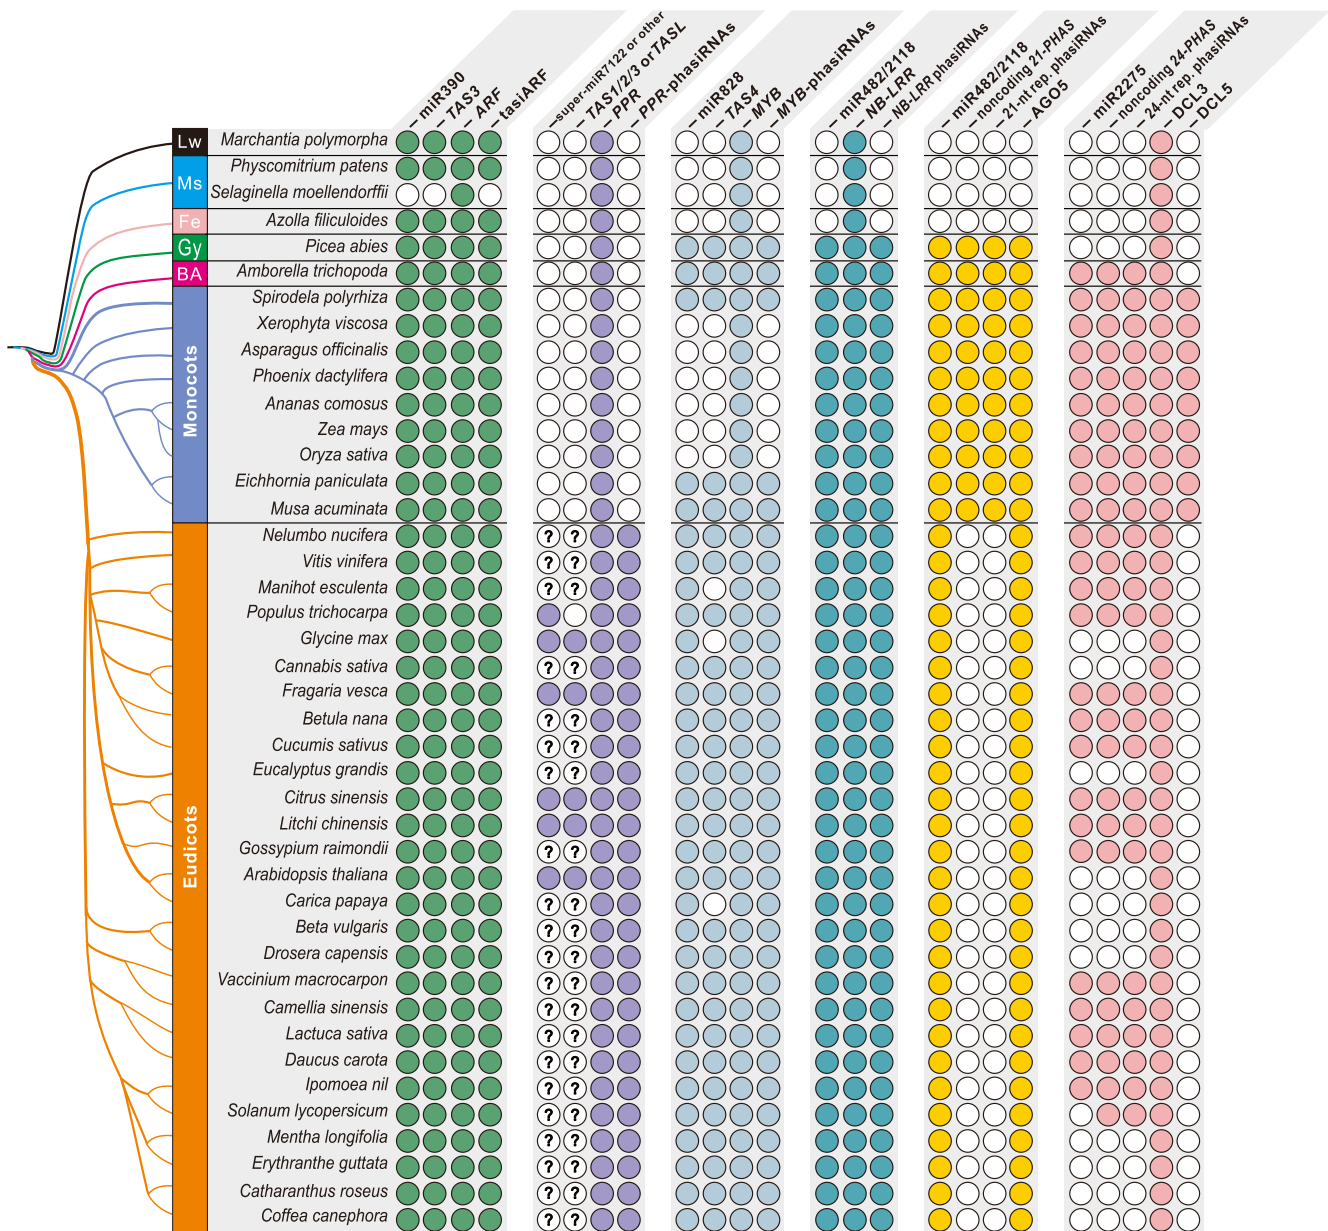 miR390
TAS3
ARF
tasiARF
super-miR7122 or other
TAS1/2/3 or TASL
PPR
PPR-phasiRNAs
miR828
TAS4
MYB
MYB-phasiRNAs
miR482/2118
NB-LRR
NB-LRR phasiRNAs
miR482/2118
noncoding 21-PHAS
21-nt rep. phasiRNAs
AGO5
miR2275
noncoding 24-PHAS
24-nt rep. phasiRNAs
DCL3
DCL5
Lw
Marchantia polymorpha
Ms
Physcomitrium patens
Selaginella moellendorffii
Fe
Azolla filiculoides
Gy
Picea abies
BA
Amborella trichopoda
Monocots
Spirodela polyrhiza
Xerophyta viscosa
Asparagus officinalis
Phoenix dactylifera
Ananas comosus
Zea mays
Oryza sativa
Eichhornia paniculata
Musa acuminata
Eudicots
Nelumbo nucifera ? ?
Vitis vinifera ? ?
Manihot esculenta ? ?
Populus trichocarpa
Glycine max
Cannabis sativa ? ?
Fragaria vesca
Betula nana ? ?
Cucumis sativus ? ?
Eucalyptus grandis ? ?
Citrus sinensis
Litchi chinensis
Gossypium raimondii ? ?
Arabidopsis thaliana
Carica papaya ? ?
Beta vulgaris ? ?
Drosera capensis ? ?
Vaccinium macrocarpon ? ?
Camellia sinensis ? ?
Lactuca sativa ? ?
Daucus carota ? ?
Ipomoea nil ? ?
Solanum lycopersicum ? ?
Mentha longifolia ? ?
Erythranthe guttata ? ?
Catharanthus roseus ? ?
Coffea canephora ? ?